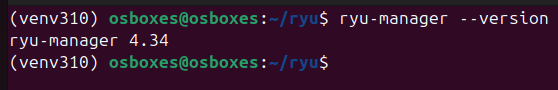 (venv310) osboxes@osboxes:~/ryu$ ryu-manager --version
ryu-manager 4.34
(venv310) osboxes@osboxes:~/ryu$